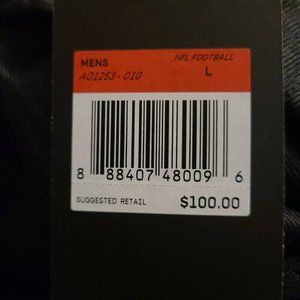 MENS NFL FOOTBALL
AO1253-010 L
8 88407 48009 6
SUGGESTED RETAIL $100.00